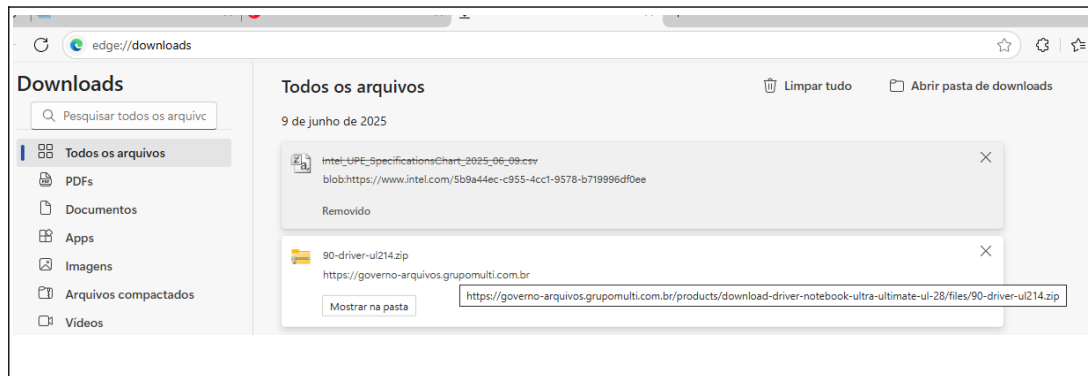 edge://downloads
Downloads
Pesquisar todos os arquivc
Todos os arquivos
PDFs
Documentos
Apps
Imagens
Arquivos compactados
Vídeos
Todos os arquivos
Limpar tudo
Abrir pasta de downloads
9 de junho de 2025
Intel_UPE_SpecificationsChart_2025_06_09.csv
blob:https://www.intel.com/5b9a44ec-c955-4cc1-9578-b719996df0ee
Removido
90-driver-ul214.zip
https://governo-arquivos.grupomulti.com.br
https://governo-arquivos.grupomulti.com.br/products/download-driver-notebook-ultra-ultimate-ul-28/files/90-driver-ul214.zip
Mostrar na pasta